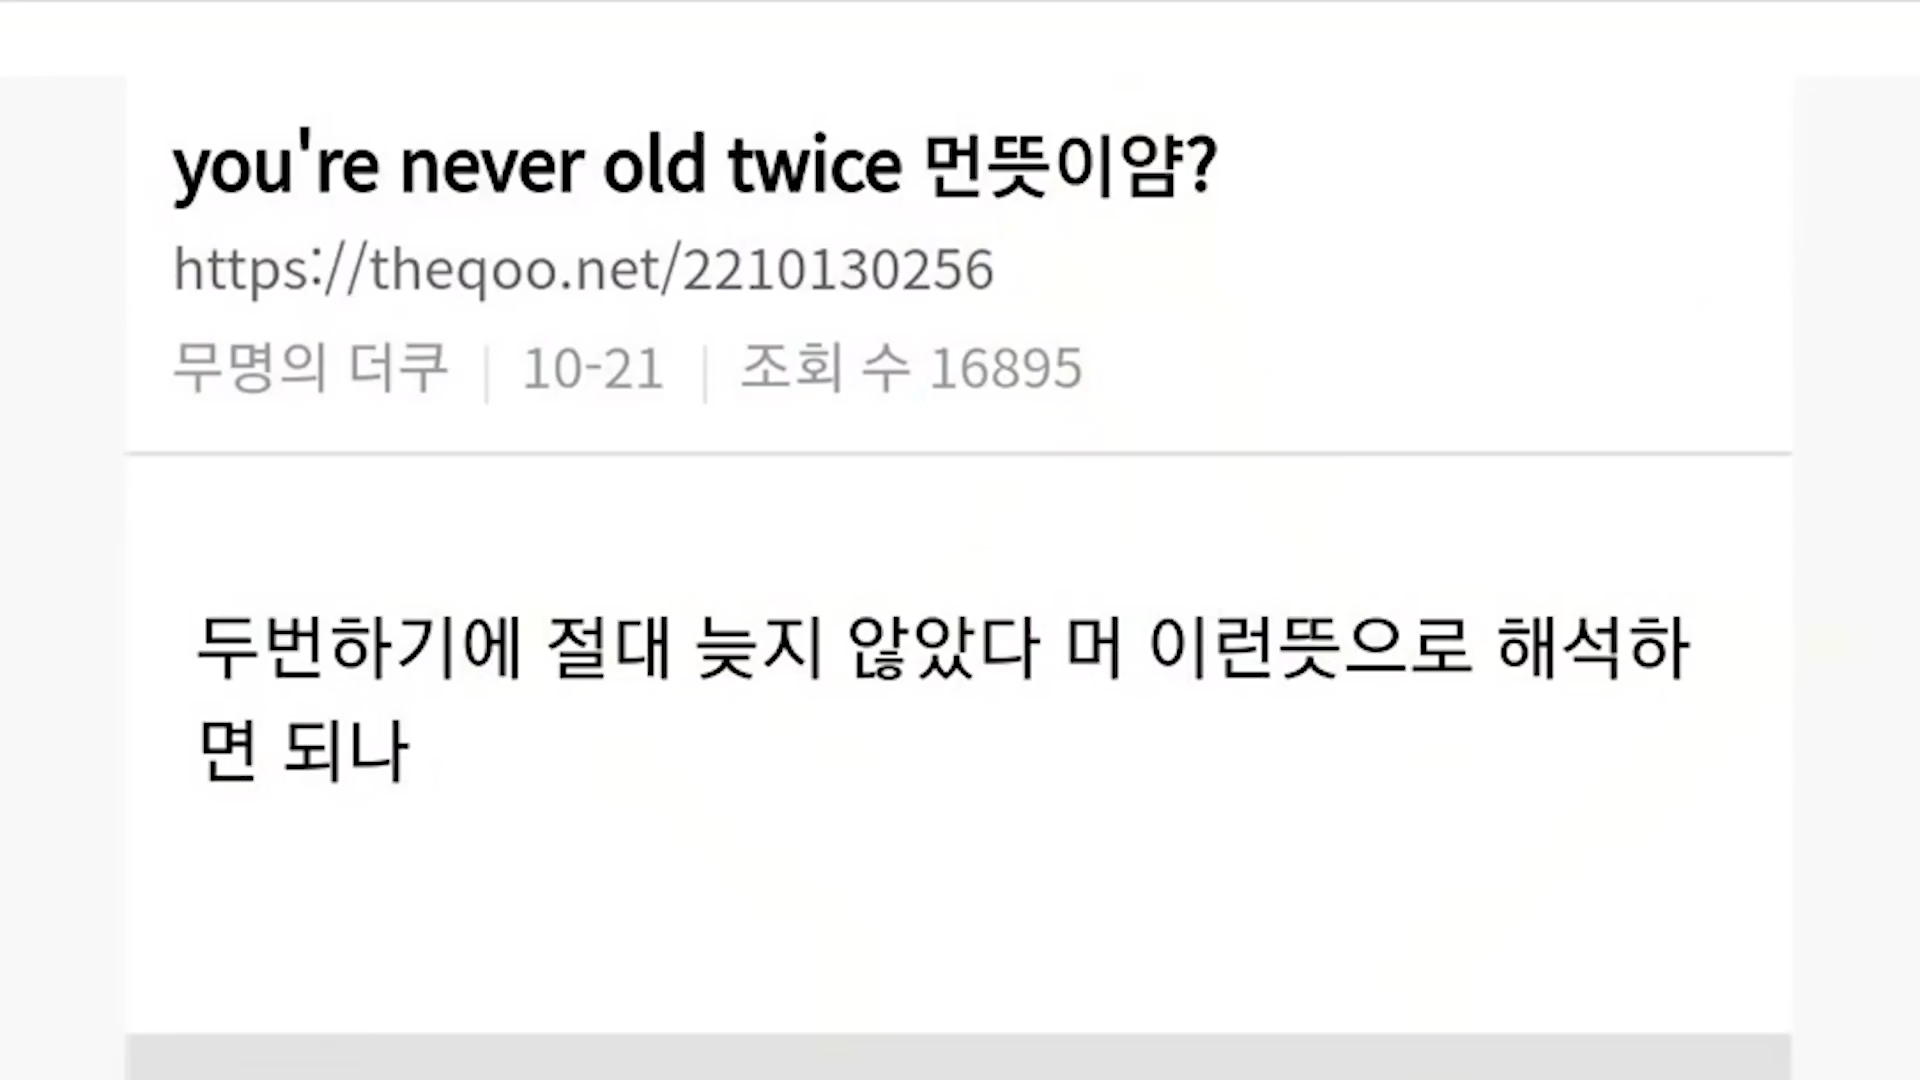 you're never old twice 먼뜻이얌?
https://theqoo.net/2210130256
무명의 더쿠 | 10-21 | 조회 수 16895
두번하기에 절대 늦지 않았다 머 이런뜻으로 해석하
면 되나